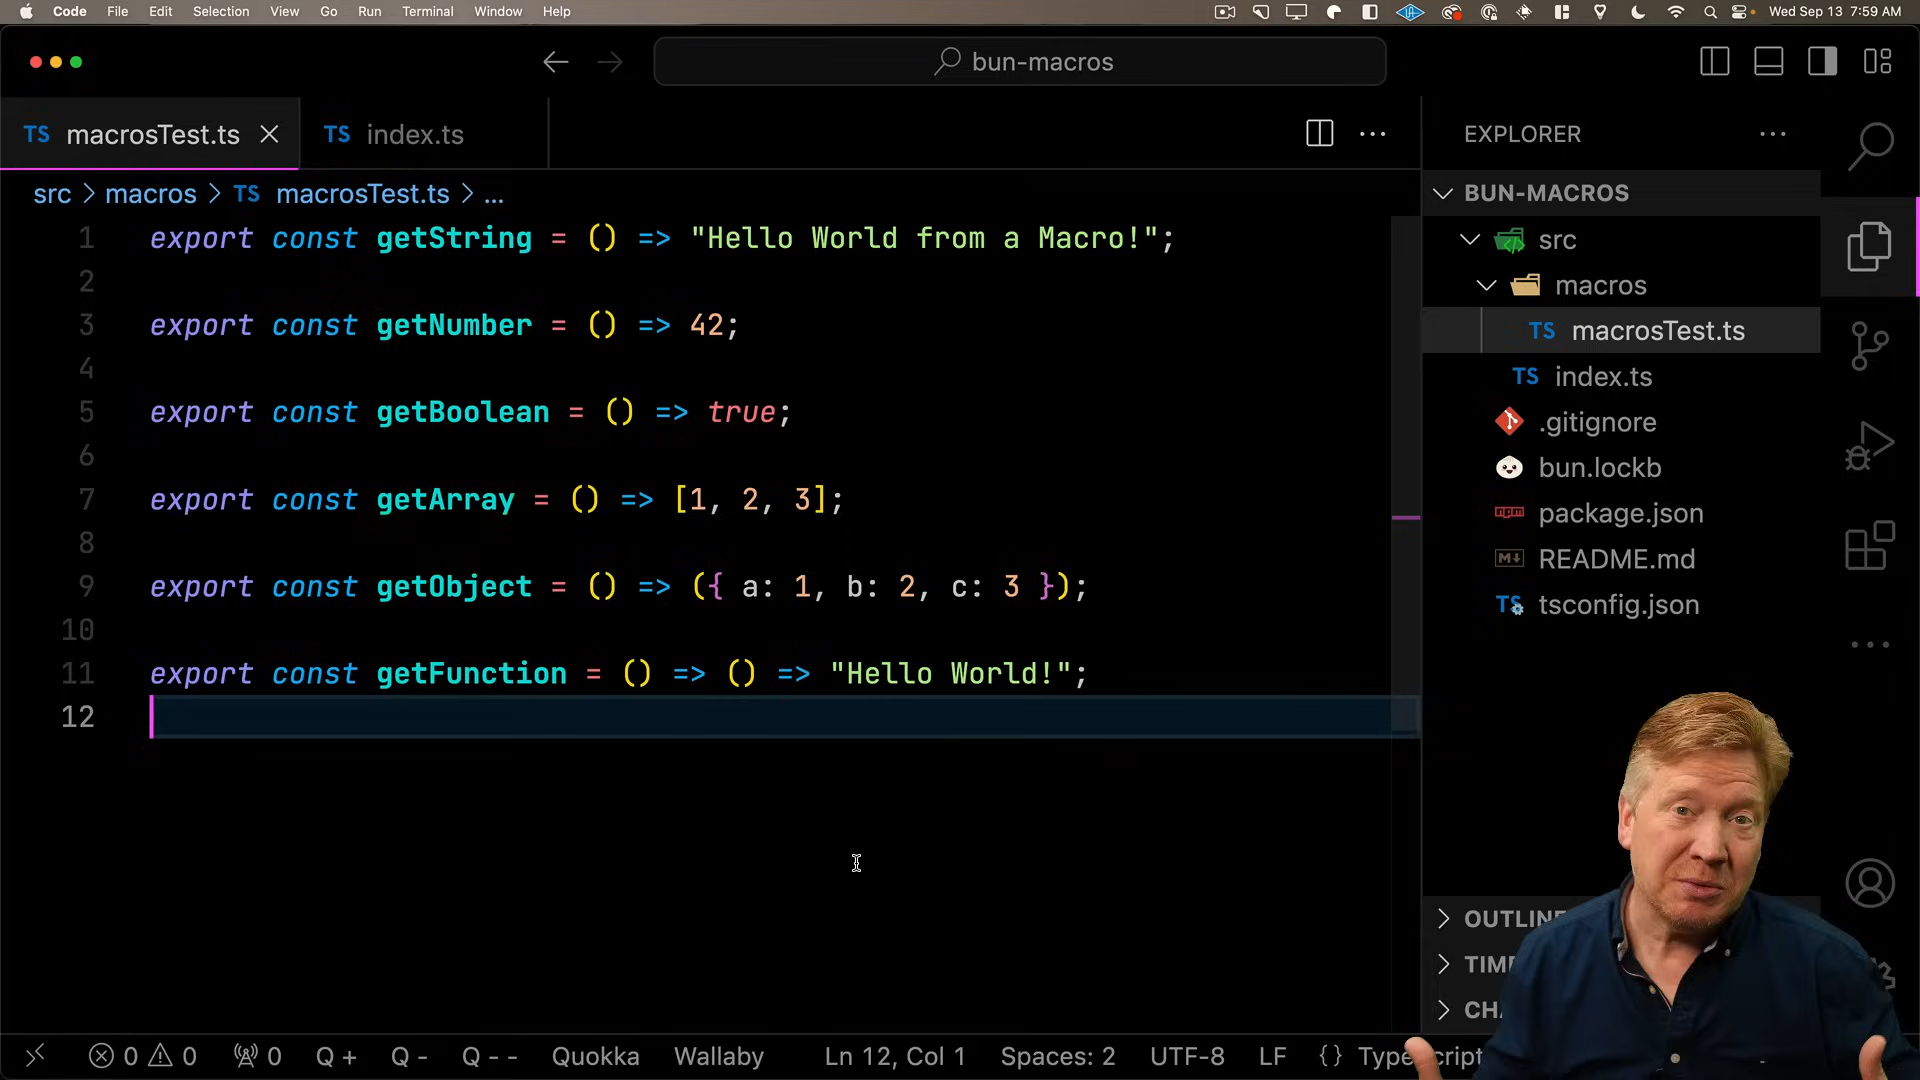 Code File Edit Selection View Go Run Terminal Window Help Wed Sep 13 7:59 AM
bun-macros
TS macrosTest.ts TS index.ts
src > macros > TS macrosTest.ts > ...
1 export const getString = () => "Hello World from a Macro!";
2
3 export const getNumber = () => 42;
4
5 export const getBoolean = () => true;
6
7 export const getArray = () => [1, 2, 3];
8
9 export const getObject = () => ({ a: 1, b: 2, c: 3 });
10
11 export const getFunction = () => () => "Hello World!";
12
EXPLORER
BUN-MACROS
src
macros
TS macrosTest.ts
TS index.ts
.gitignore
bun.lockb
npm package.json
M README.md
TS tsconfig.json
OUTLINE
0 0 0 Q + Q - Q - - Quokka Wallaby Ln 12, Col 1 Spaces: 2 UTF-8 LF {} TypeScript